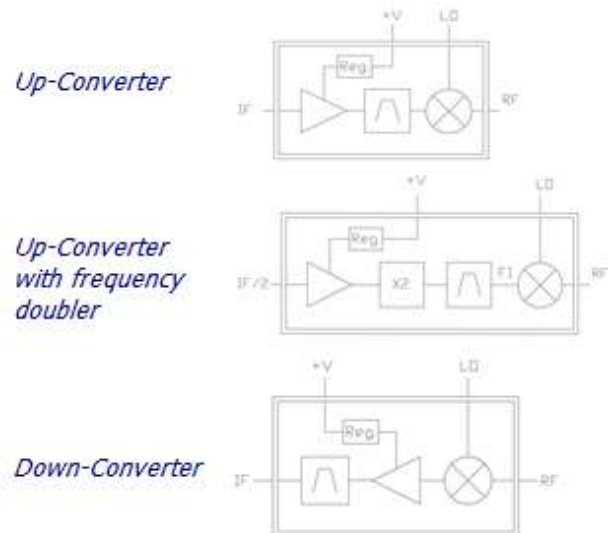 +V LO
Up-Converter
Reg
IF RF
+V LO
Up-Converter
with frequency
doubler
Reg
IF/2 X2 FI RF
+V LO
Reg
Down-Converter
IF RF